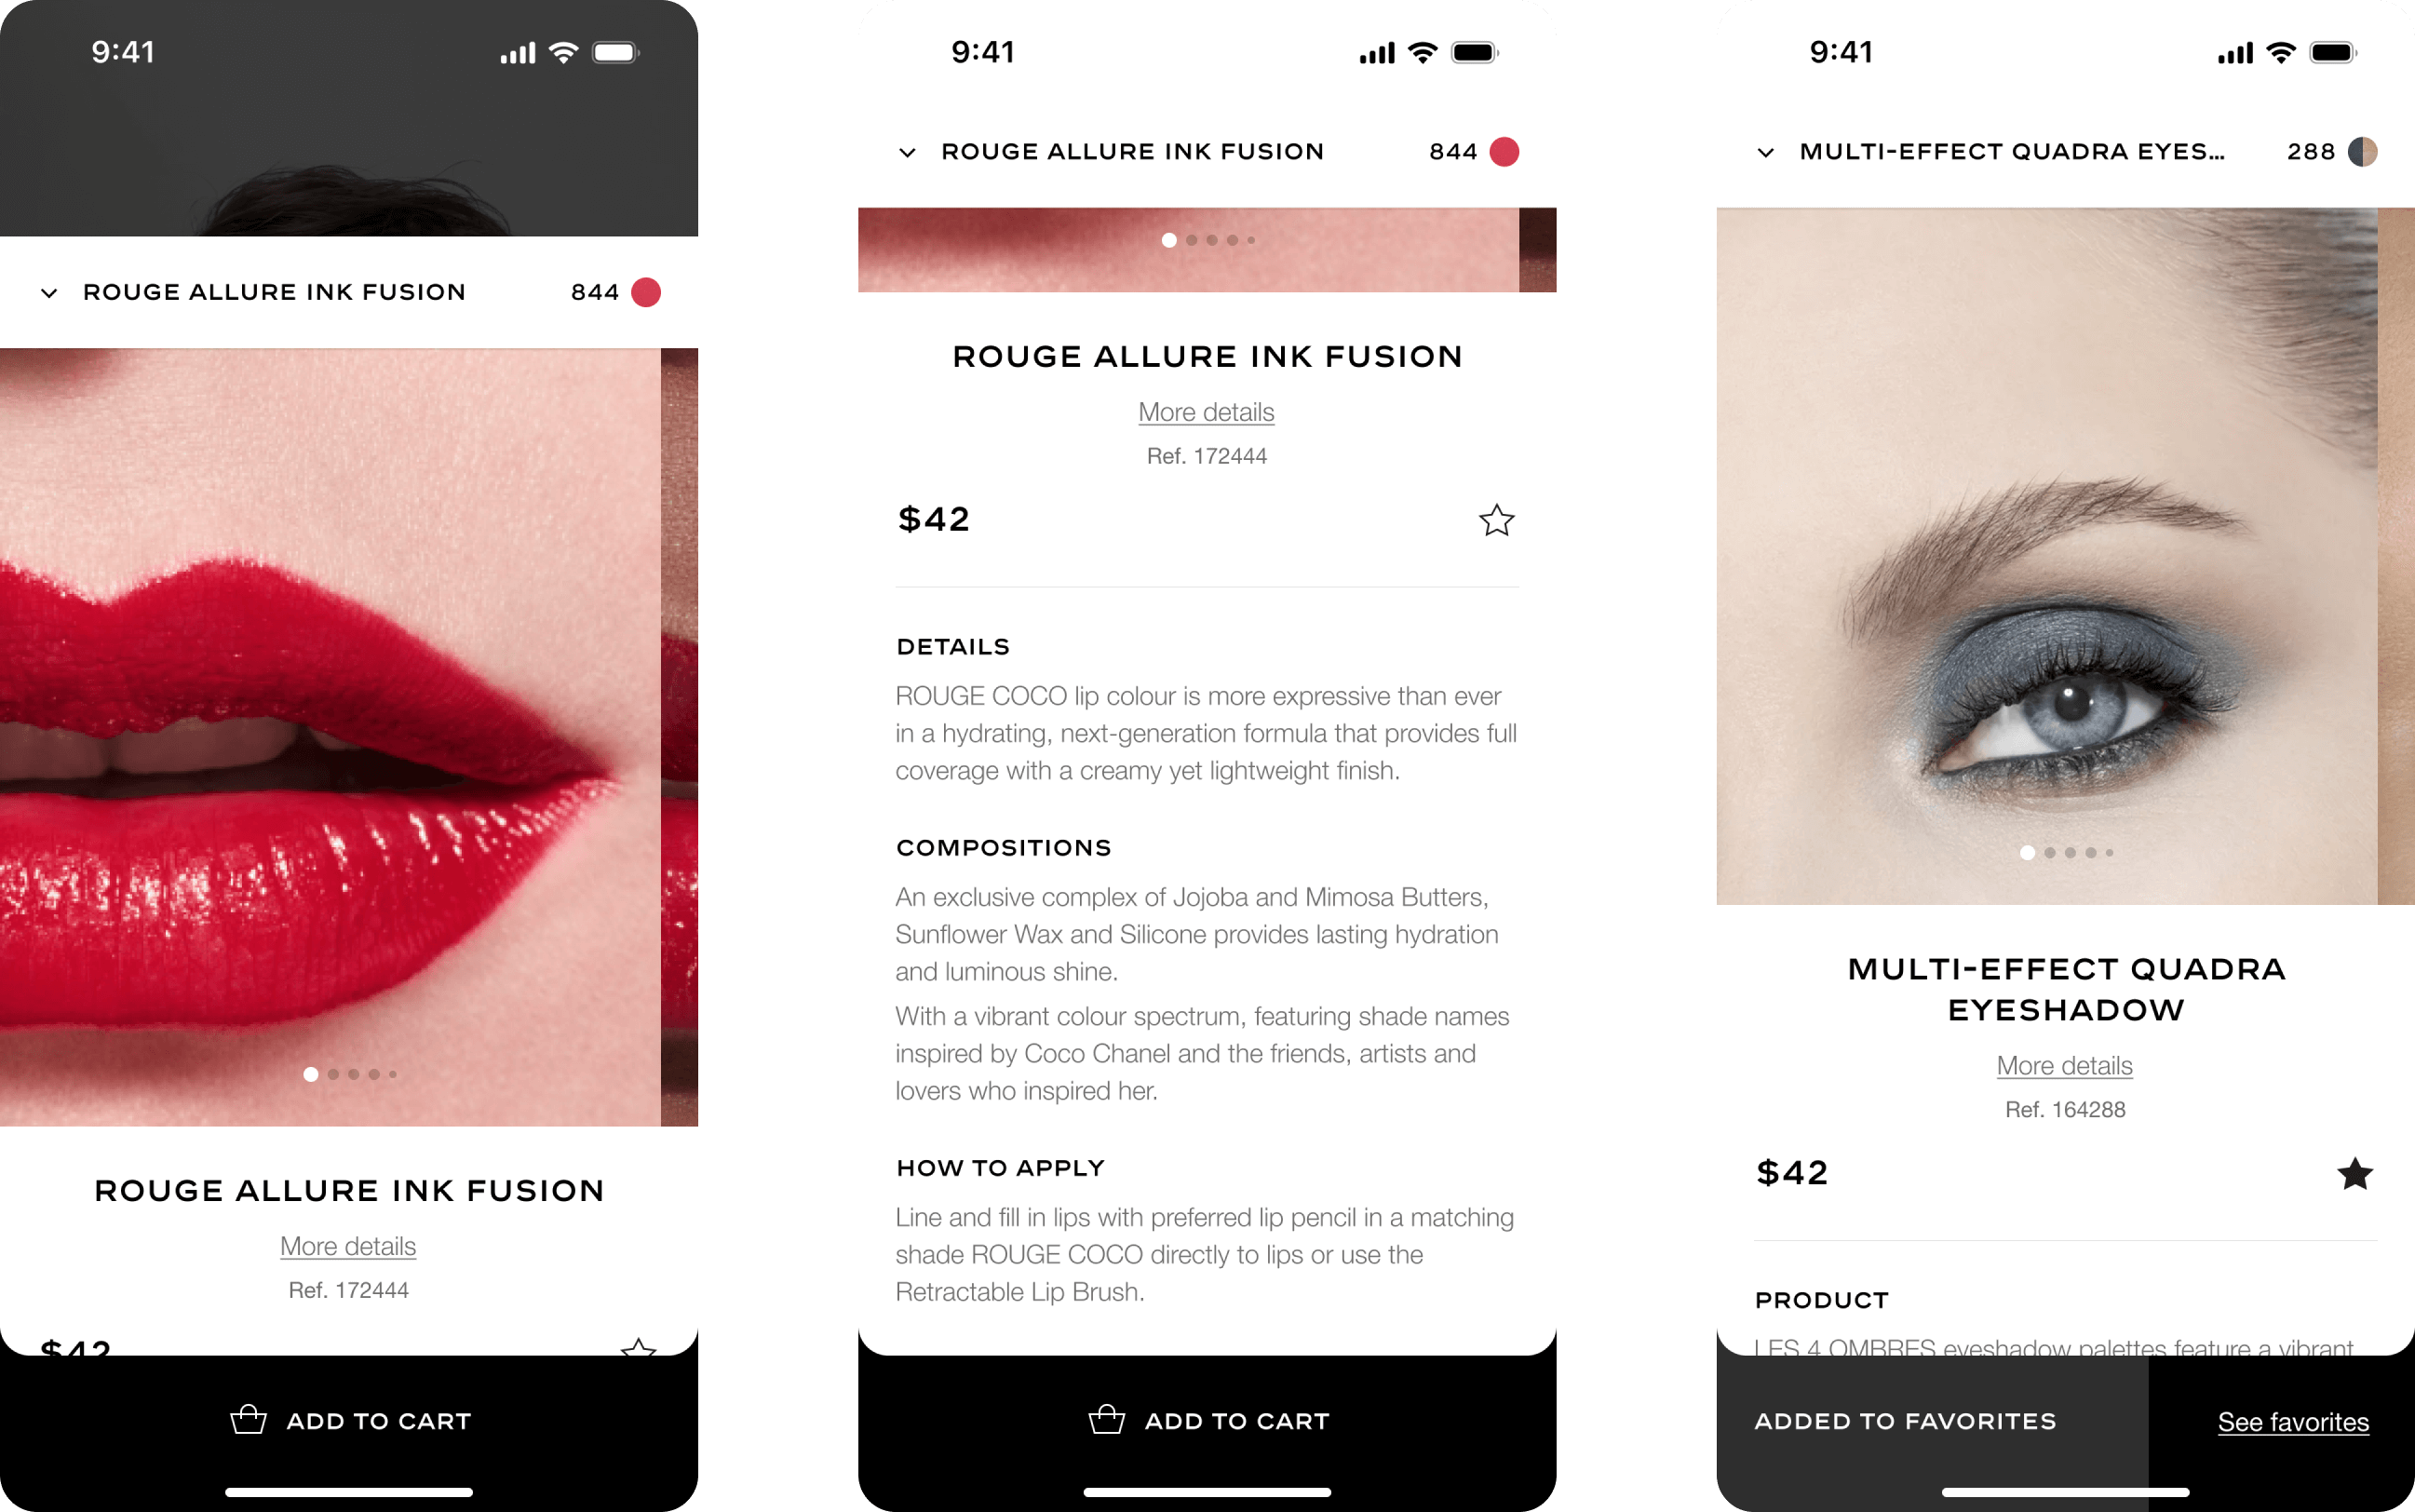 9:41
ROUGE ALLURE INK FUSION 844
ROUGE ALLURE INK FUSION
More details
Ref. 172444
$42
ADD TO CART
9:41
ROUGE ALLURE INK FUSION 844
ROUGE ALLURE INK FUSION
More details
Ref. 172444
$42
DETAILS
ROUGE COCO lip colour is more expressive than ever
in a hydrating, next-generation formula that provides full
coverage with a creamy yet lightweight finish.
COMPOSITIONS
An exclusive complex of Jojoba and Mimosa Butters,
Sunflower Wax and Silicone provides lasting hydration
and luminous shine.
With a vibrant colour spectrum, featuring shade names
inspired by Coco Chanel and the friends, artists and
lovers who inspired her.
HOW TO APPLY
Line and fill in lips with preferred lip pencil in a matching
shade ROUGE COCO directly to lips or use the
Retractable Lip Brush.
ADD TO CART
9:41
MULTI-EFFECT QUADRA EYES... 288
MULTI-EFFECT QUADRA
EYESHADOW
More details
Ref. 164288
$42
PRODUCT
LES 4 OMBRES eyeshadow palettes feature a vibrant
ADDED TO FAVORITES
See favorites